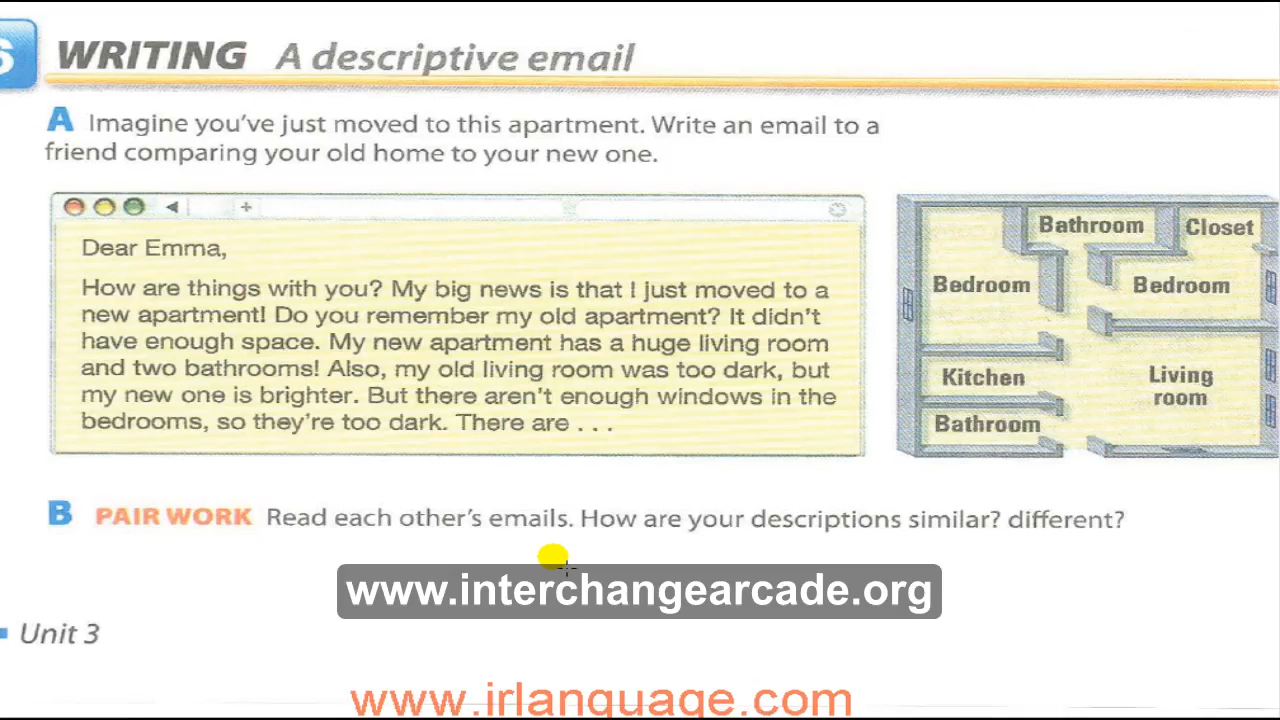 6 WRITING A descriptive email
A Imagine you've just moved to this apartment. Write an email to a
friend comparing your old home to your new one.
Dear Emma,
How are things with you? My big news is that I just moved to a
new apartment! Do you remember my old apartment? It didn't
have enough space. My new apartment has a huge living room
and two bathrooms! Also, my old living room was too dark, but
my new one is brighter. But there aren't enough windows in the
bedrooms, so they're too dark. There are . . .
Bathroom
Closet
Bedroom
Bedroom
Kitchen
Living
room
Bathroom
B PAIR WORK Read each other's emails. How are your descriptions similar? different?
www.interchangearcade.org
Unit 3
www.irlanquage.com